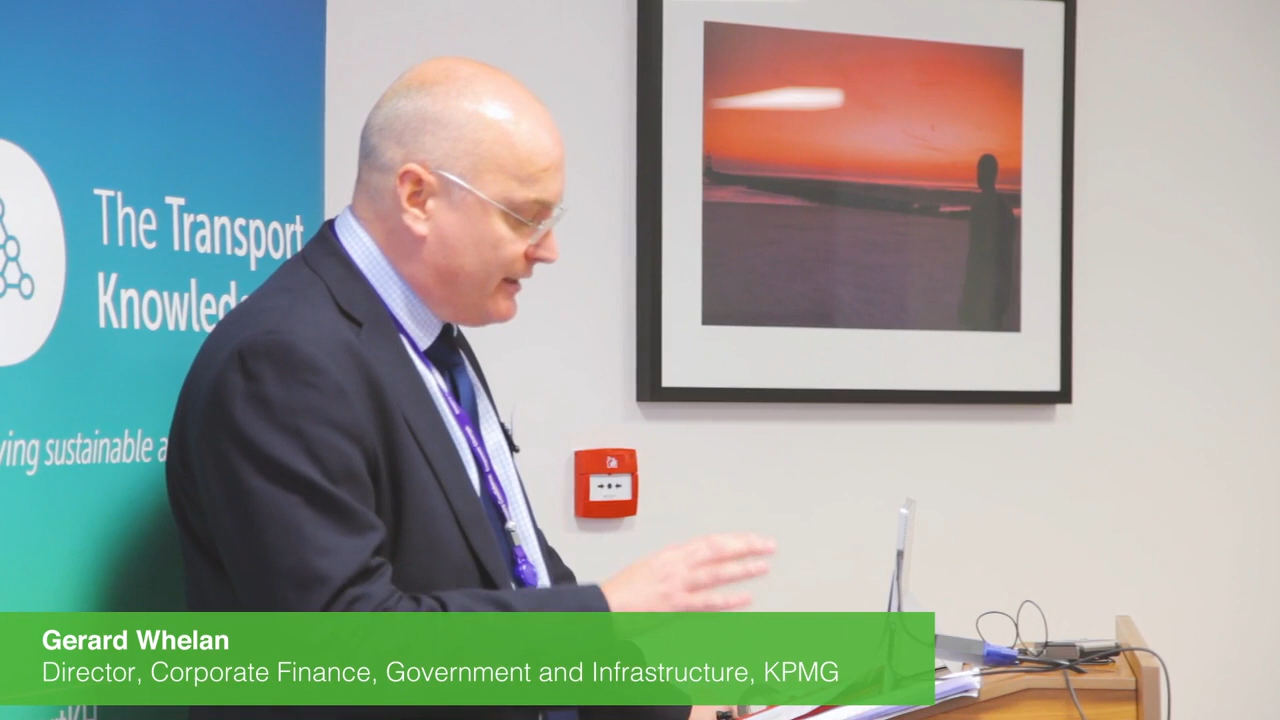 The Transport
Knowled
ving sustainable a
Gerard Whelan
Director, Corporate Finance, Government and Infrastructure, KPMG